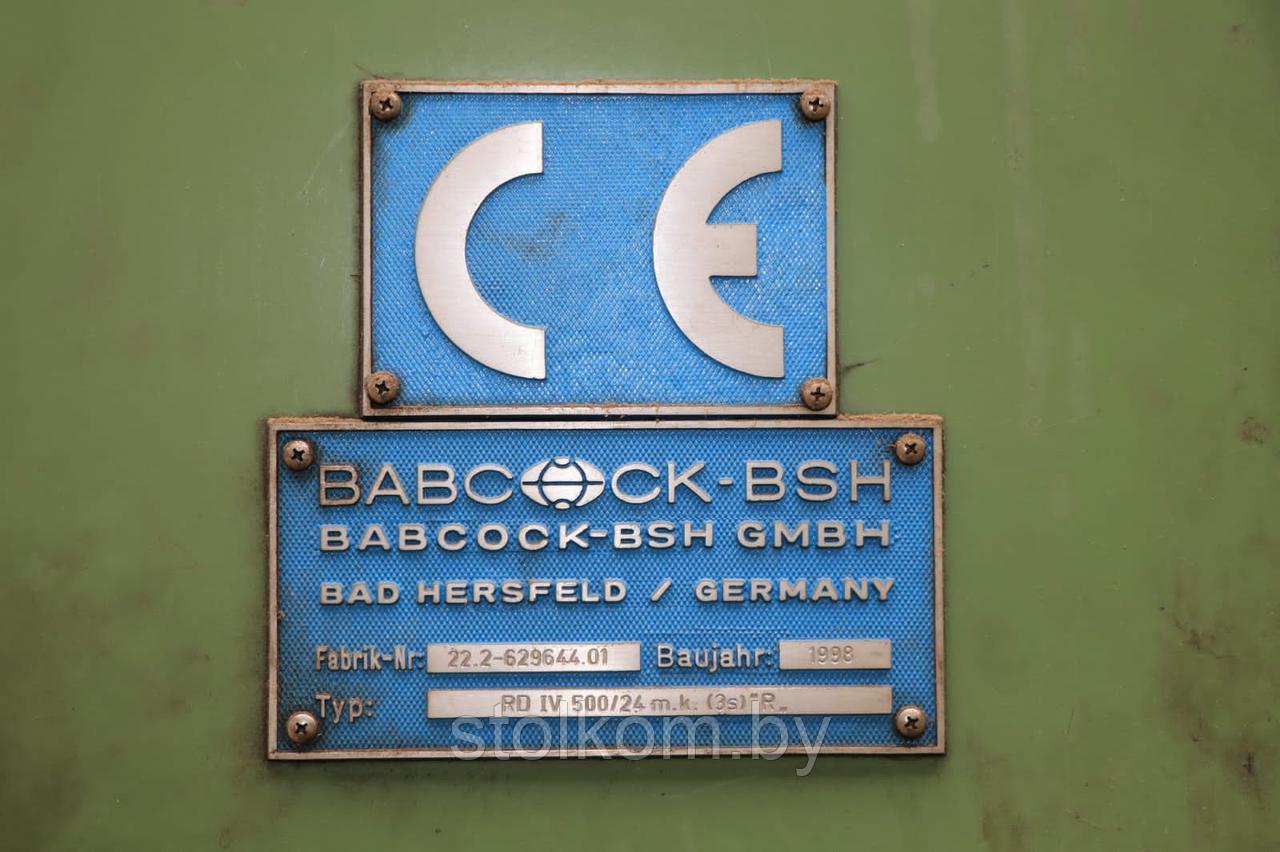 CE
BABCOCK-BSH
BABCOCK-BSH GMBH
BAD HERSFELD / GERMANY
Fabrik-Nr: 22.2-629644.01 Baujahr: 1998
Typ: RD IV 500/24 m.k. (3s) "R„
stolkom.by